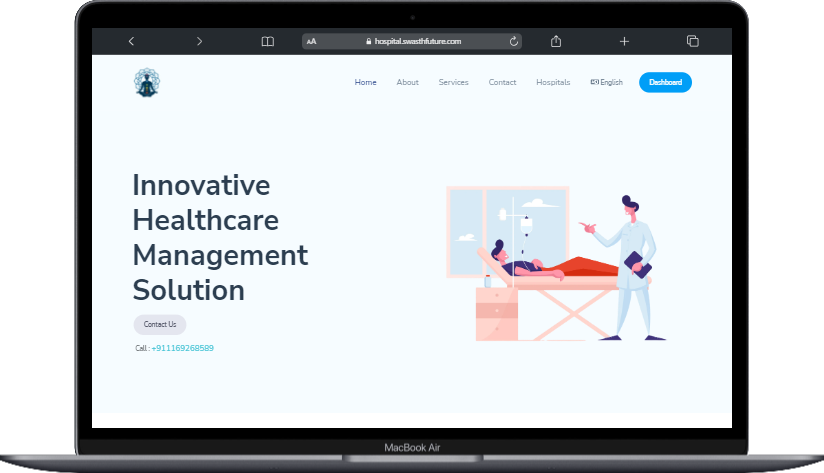 AA hospital.swasthfuture.com
Home About Services Contact Hospitals English Dashboard
Innovative
Healthcare
Management
Solution
Contact Us
Call : +911169268589
MacBook Air